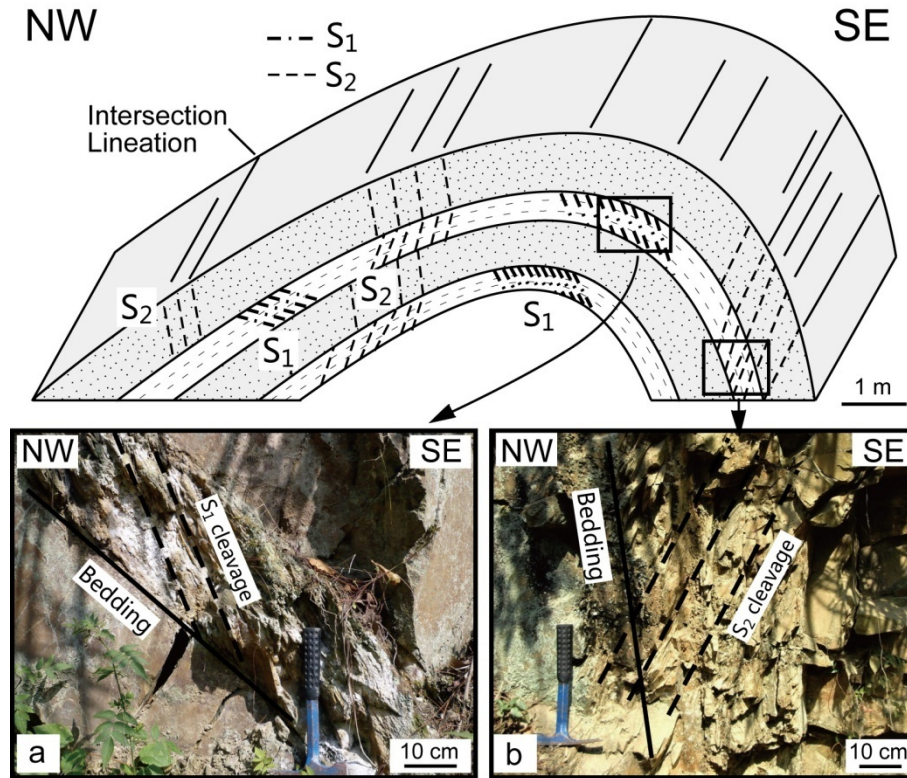 NW
SE
S₁
S₂
Intersection
Lineation
S₂
S₁
S₂
S₁
1 m
NW
SE
Bedding
S₁ cleavage
a
10 cm
NW
SE
Bedding
S₂ cleavage
b
10 cm